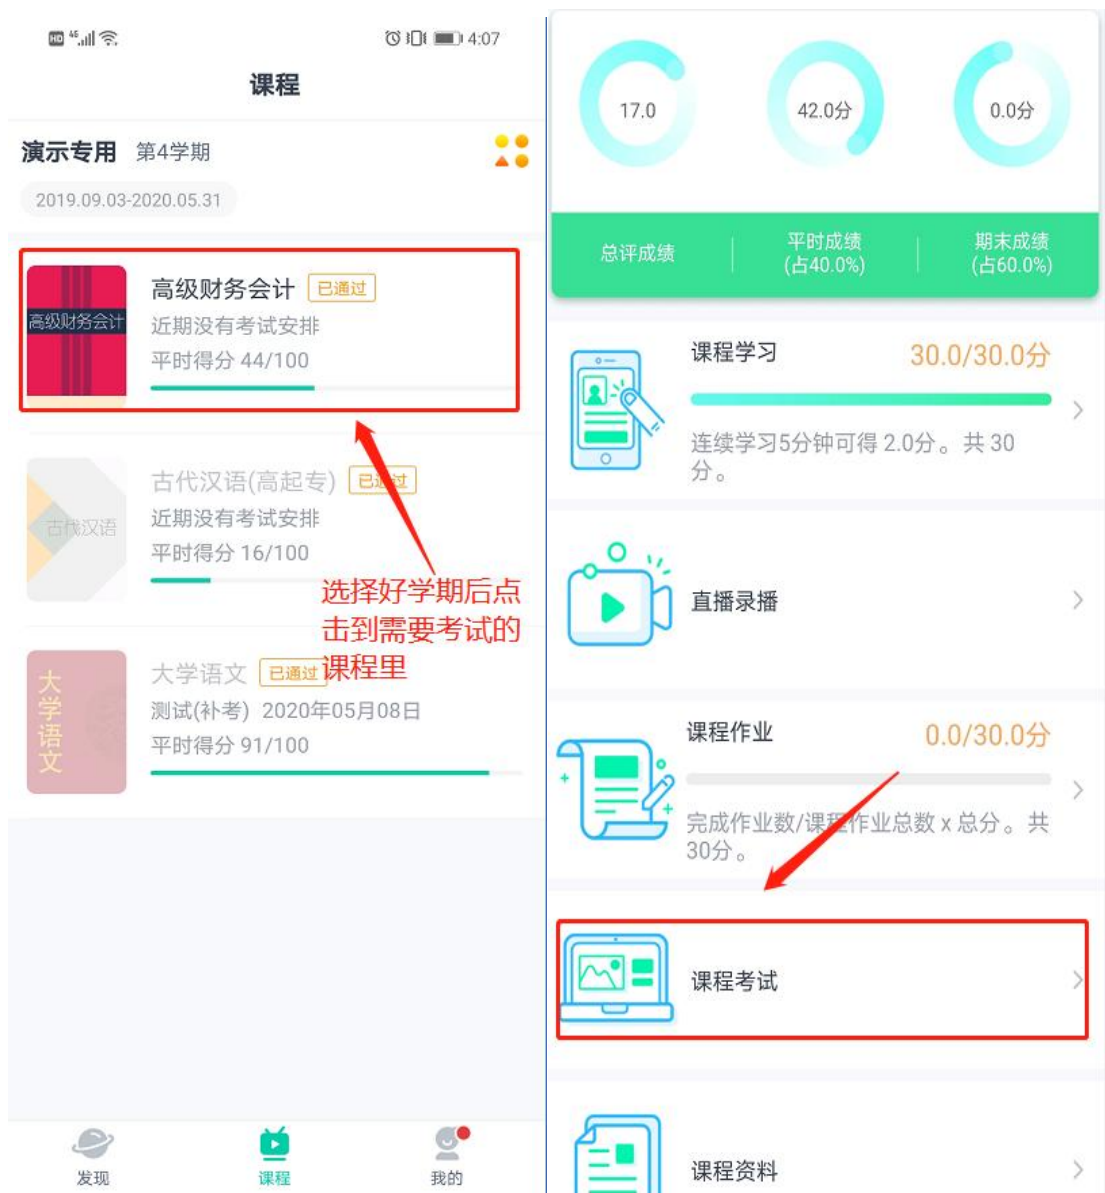 HD 46 4:07
课程
演示专用 第4学期
2019.09.03-2020.05.31
高级财务会计
高级财务会计 已通过
近期没有考试安排
平时得分 44/100
古代汉语
古代汉语(高起专) 已通过
近期没有考试安排
平时得分 16/100
选择好学期后点
击到需要考试的
课程里
大学语文
大学语文 已通过
测试(补考) 2020年05月08日
平时得分 91/100
发现 课程 我的
17.0 42.0分 0.0分
总评成绩
平时成绩
(占40.0%)
期末成绩
(占60.0%)
课程学习 30.0/30.0分
连续学习5分钟可得 2.0分。共 30
分。
直播录播
课程作业 0.0/30.0分
完成作业数/课程作业总数 x 总分。共
30分。
课程考试
课程资料